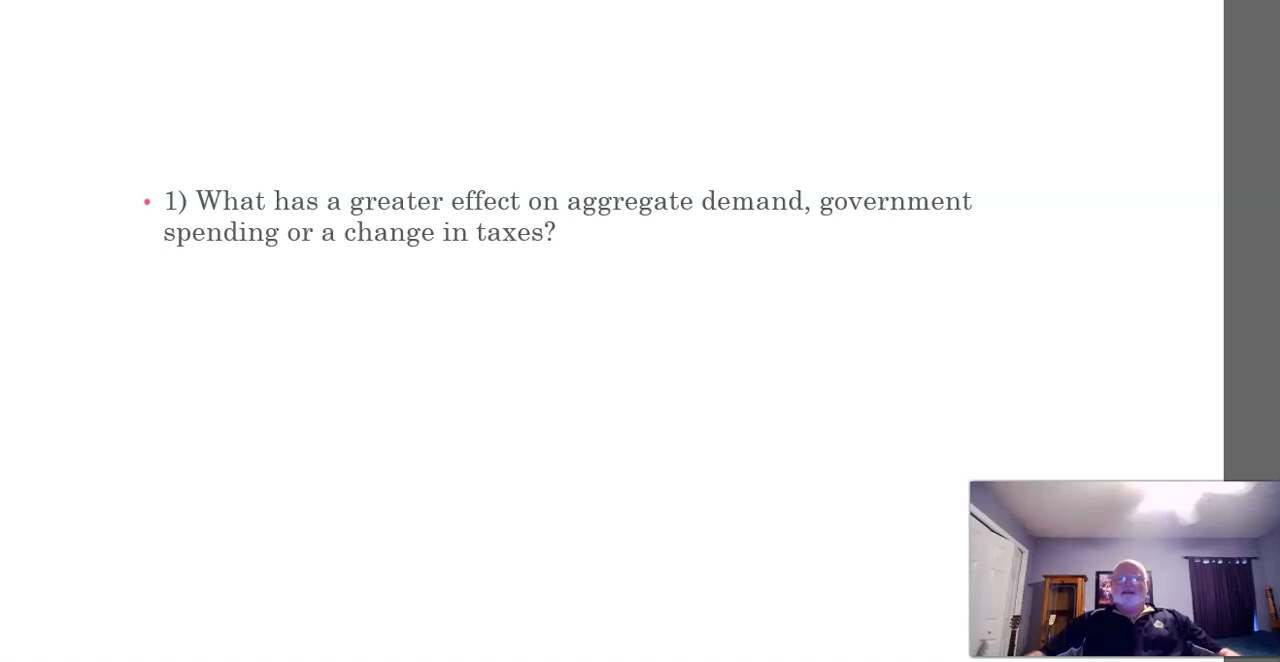 • 1) What has a greater effect on aggregate demand, government
spending or a change in taxes?